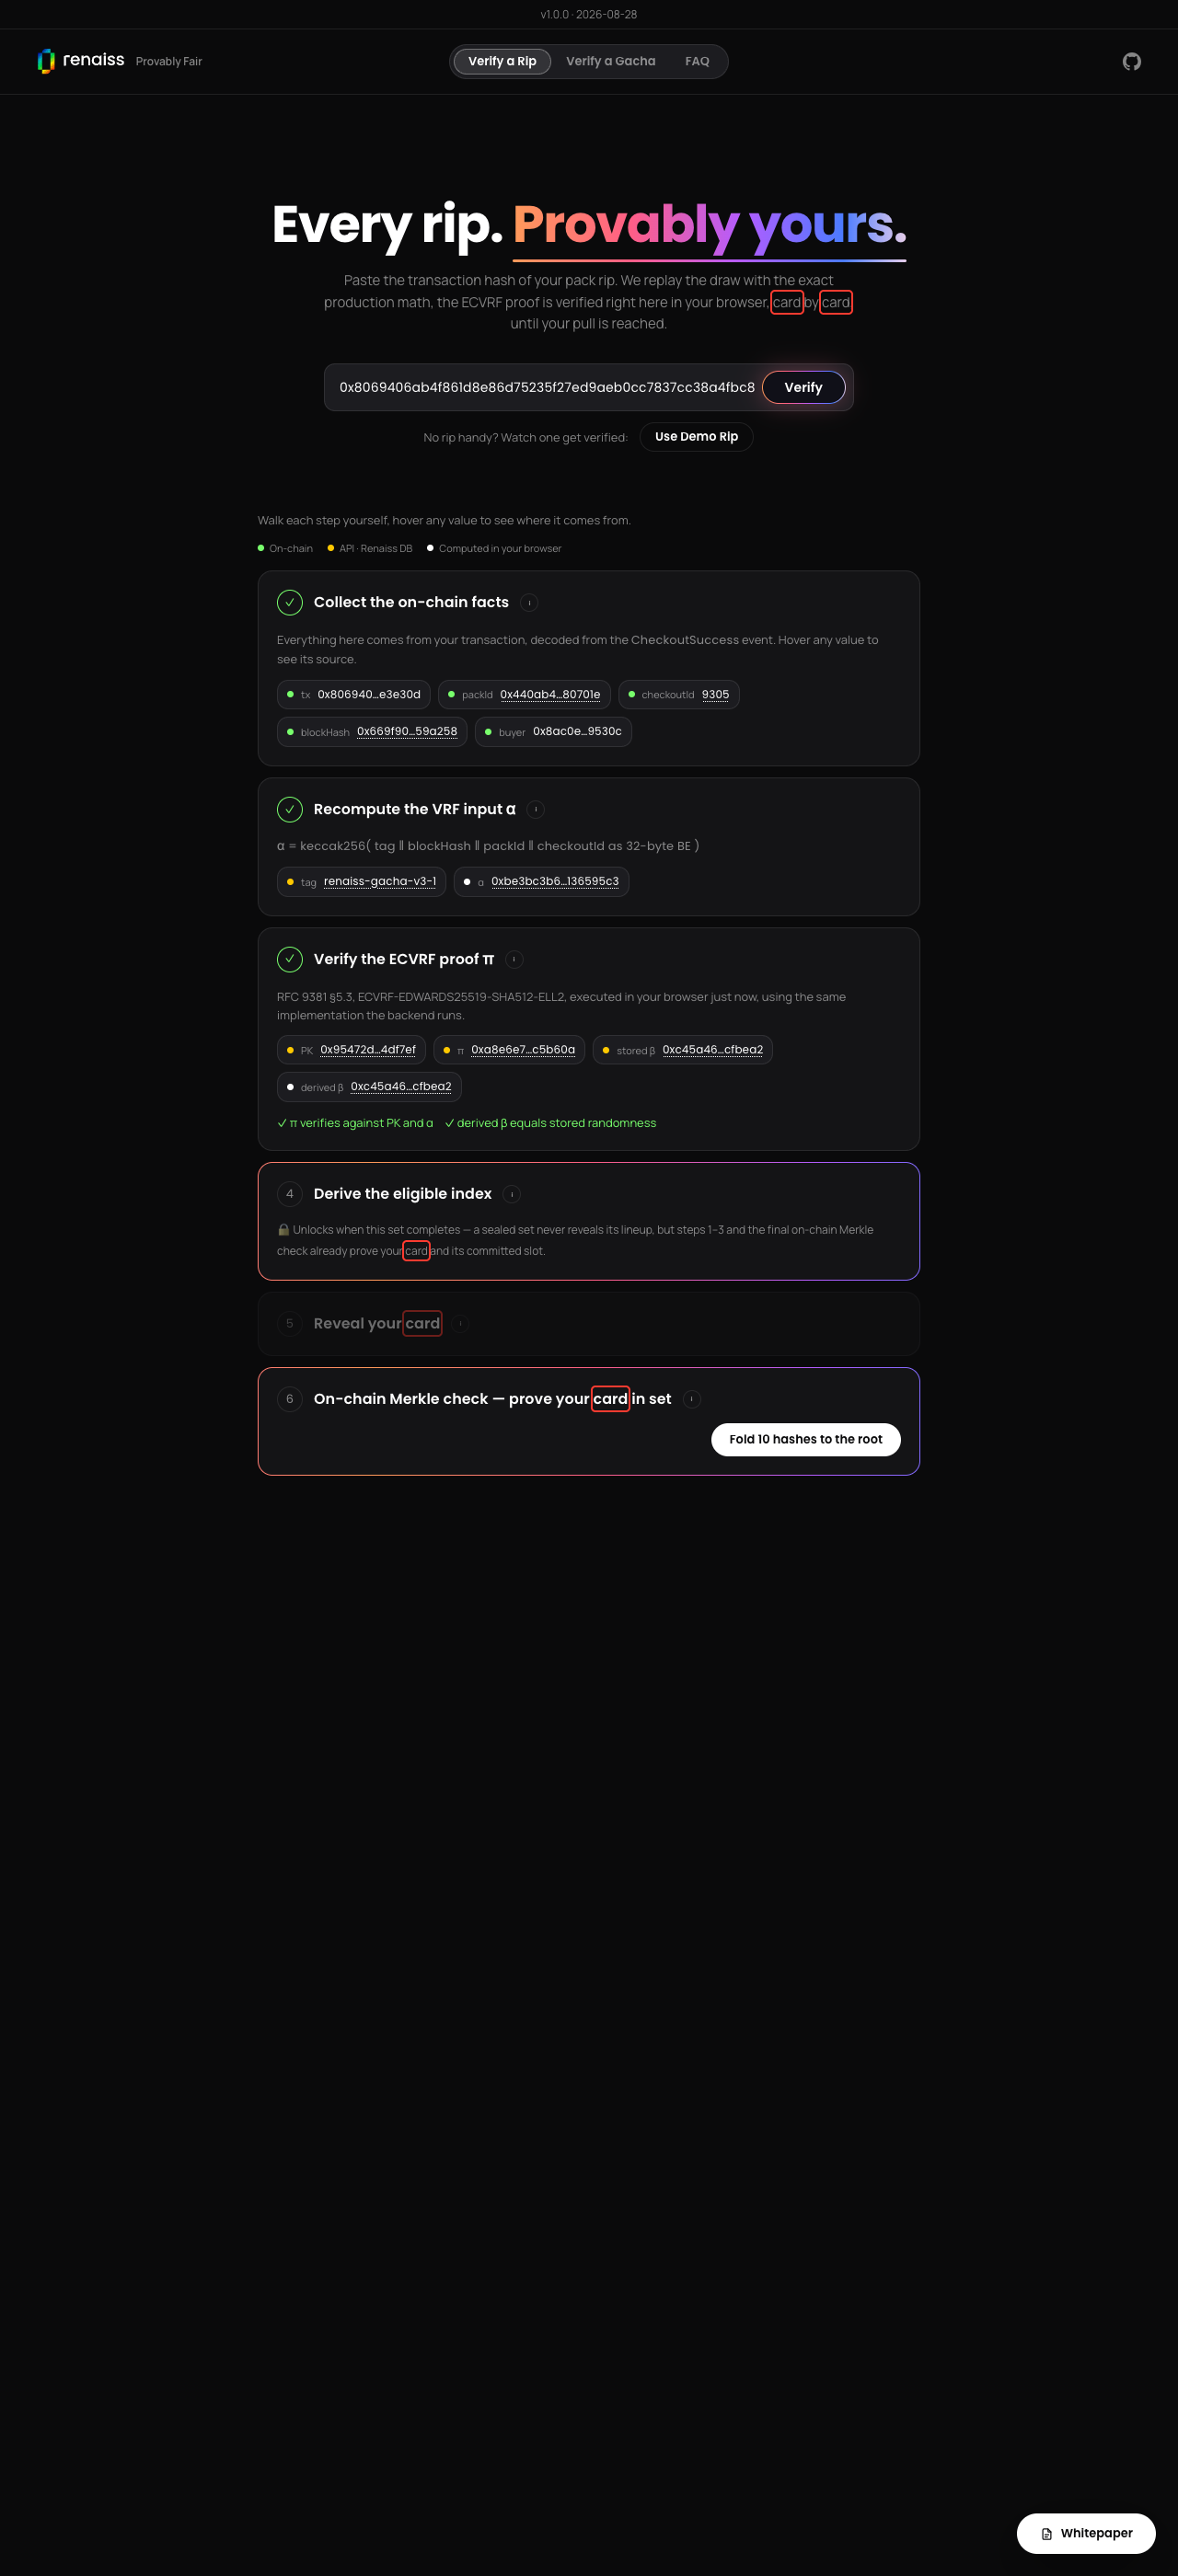 v1.0.0 · 2026-08-28
renaiss Provably Fair
Verify a Rip
Verify a Gacha
FAQ
Every rip. Provably yours.
Paste the transaction hash of your pack rip. We replay the draw with the exact
production math, the ECVRF proof is verified right here in your browser, card by card
until your pull is reached.
0x8069406ab4f861d8e86d75235f27ed9aeb0cc7837cc38a4fbc8
Verify
No rip handy? Watch one get verified:
Use Demo Rip
Walk each step yourself, hover any value to see where it comes from.
On-chain
API · Renaiss DB
Computed in your browser
Collect the on-chain facts i
Everything here comes from your transaction, decoded from the CheckoutSuccess event. Hover any value to
see its source.
tx 0x806940…e3e30d
packId 0x440ab4…80701e
checkoutId 9305
blockHash 0x669f90…59a258
buyer 0x8ac0e…9530c
Recompute the VRF input α i
α = keccak256( tag ‖ blockHash ‖ packId ‖ checkoutId as 32-byte BE )
tag renaiss-gacha-v3-1
α 0xbe3bc3b6…136595c3
Verify the ECVRF proof π i
RFC 9381 §5.3, ECVRF-EDWARDS25519-SHA512-ELL2, executed in your browser just now, using the same
implementation the backend runs.
PK 0x95472d…4df7ef
π 0xa8e6e7…c5b60a
stored β 0xc45a46…cfbea2
derived β 0xc45a46…cfbea2
✓ π verifies against PK and α ✓ derived β equals stored randomness
4 Derive the eligible index i
🔒 Unlocks when this set completes — a sealed set never reveals its lineup, but steps 1–3 and the final on-chain Merkle
check already prove your card and its committed slot.
5 Reveal your card i
6 On-chain Merkle check — prove your card in set i
Fold 10 hashes to the root
Whitepaper